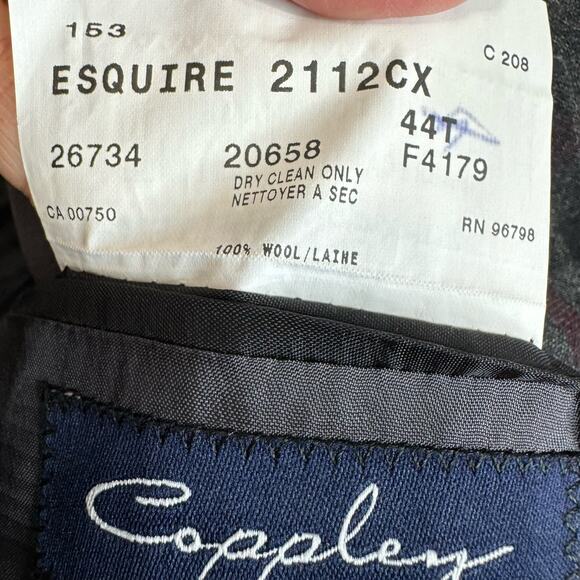 153
C 208
ESQUIRE 2112CX
44T
26734 20658 F4179
DRY CLEAN ONLY
NETTOYER A SEC
CA 00750
RN 96798
100% WOOL/LAINE
Coppley